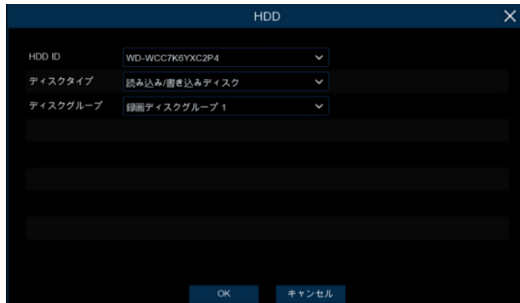 HDD
HDD ID WD-WCC7K6YXC2P4
ディスクタイプ 読み込み/書き込みディスク
ディスクグループ 録画ディスクグループ 1
OK キャンセル